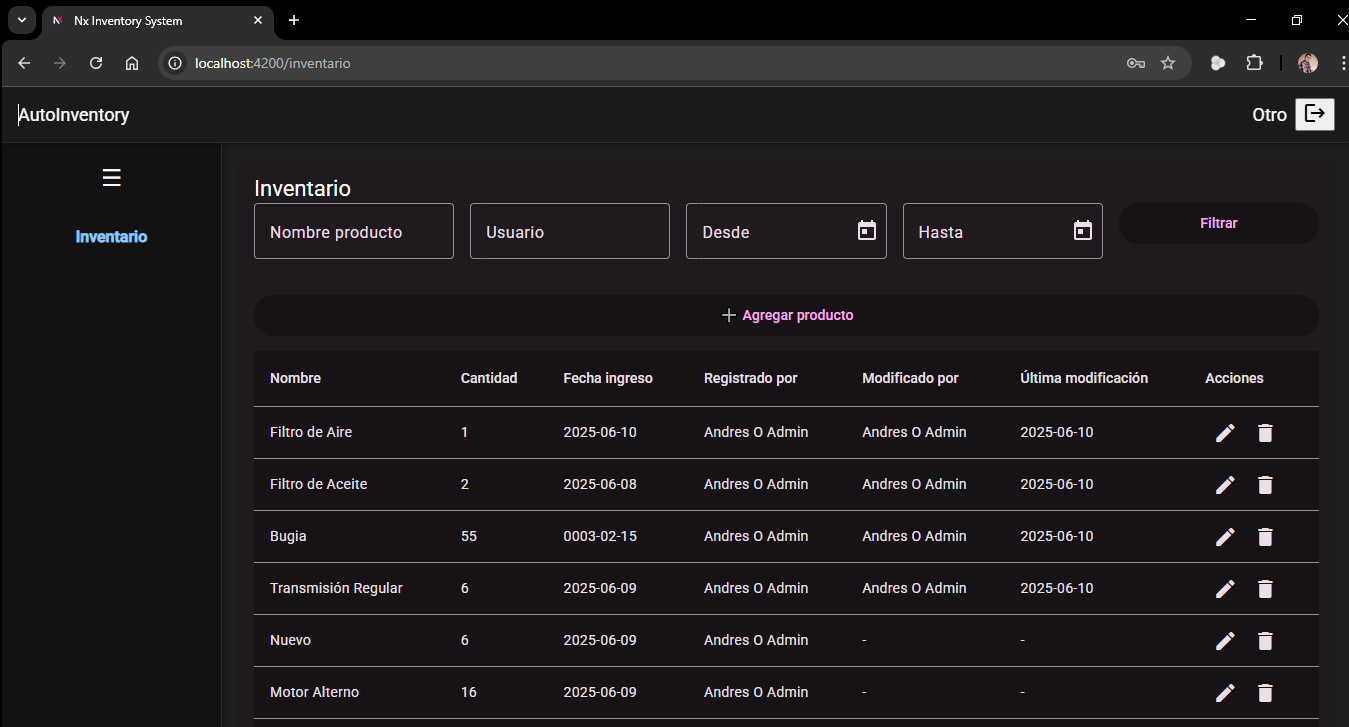 Nx Inventory System
localhost:4200/inventario
AutoInventory Otro
Inventario
Inventario
Nombre producto Usuario Desde Hasta Filtrar
Agregar producto
Nombre Cantidad Fecha ingreso Registrado por Modificado por Última modificación Acciones
Filtro de Aire 1 2025-06-10 Andres O Admin Andres O Admin 2025-06-10
Filtro de Aceite 2 2025-06-08 Andres O Admin Andres O Admin 2025-06-10
Bugia 55 0003-02-15 Andres O Admin Andres O Admin 2025-06-10
Transmisión Regular 6 2025-06-09 Andres O Admin Andres O Admin 2025-06-10
Nuevo 6 2025-06-09 Andres O Admin - -
Motor Alterno 16 2025-06-09 Andres O Admin - -